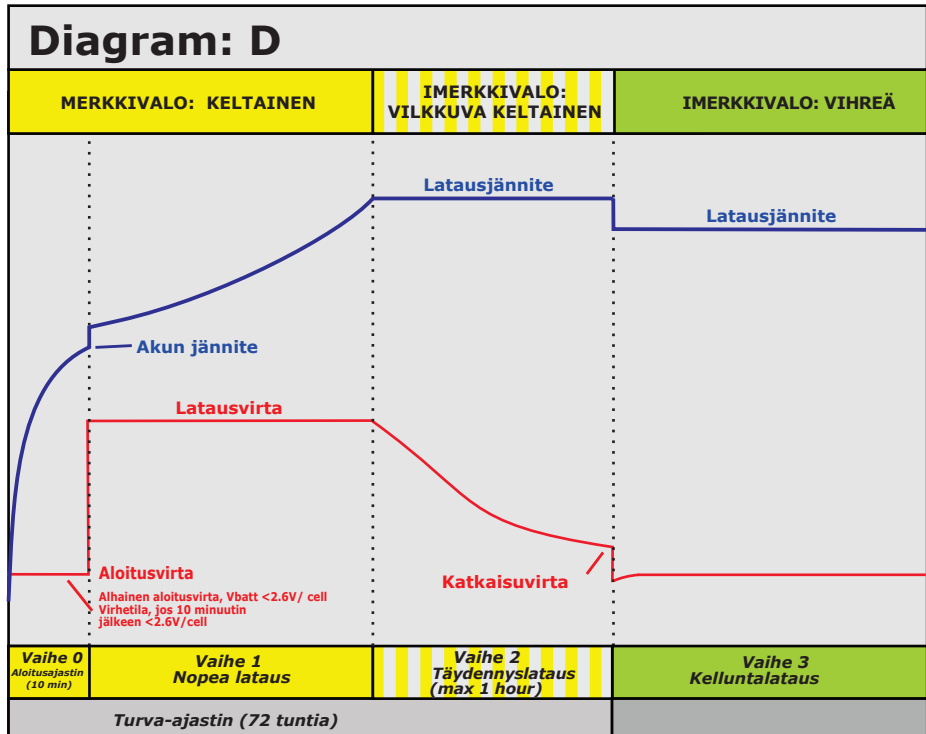 Diagram: D
MERKKIVALO: KELTAINEN
IMERKKIVALO:
VILKKUVA KELTAINEN
IMERKKIVALO: VIHREÄ
Latausjännite
Latausjännite
Akun jännite
Latausvirta
Aloitusvirta
Alhainen aloitusvirta, Vbatt <2.6V/ cell
Virhetila, jos 10 minuutin
jälkeen <2.6V/cell
Katkaisuvirta
Vaihe 0
Aloitusajastin
(10 min)
Vaihe 1
Nopea lataus
Vaihe 2
Täydennyslataus
(max 1 hour)
Vaihe 3
Kelluntalataus
Turva-ajastin (72 tuntia)